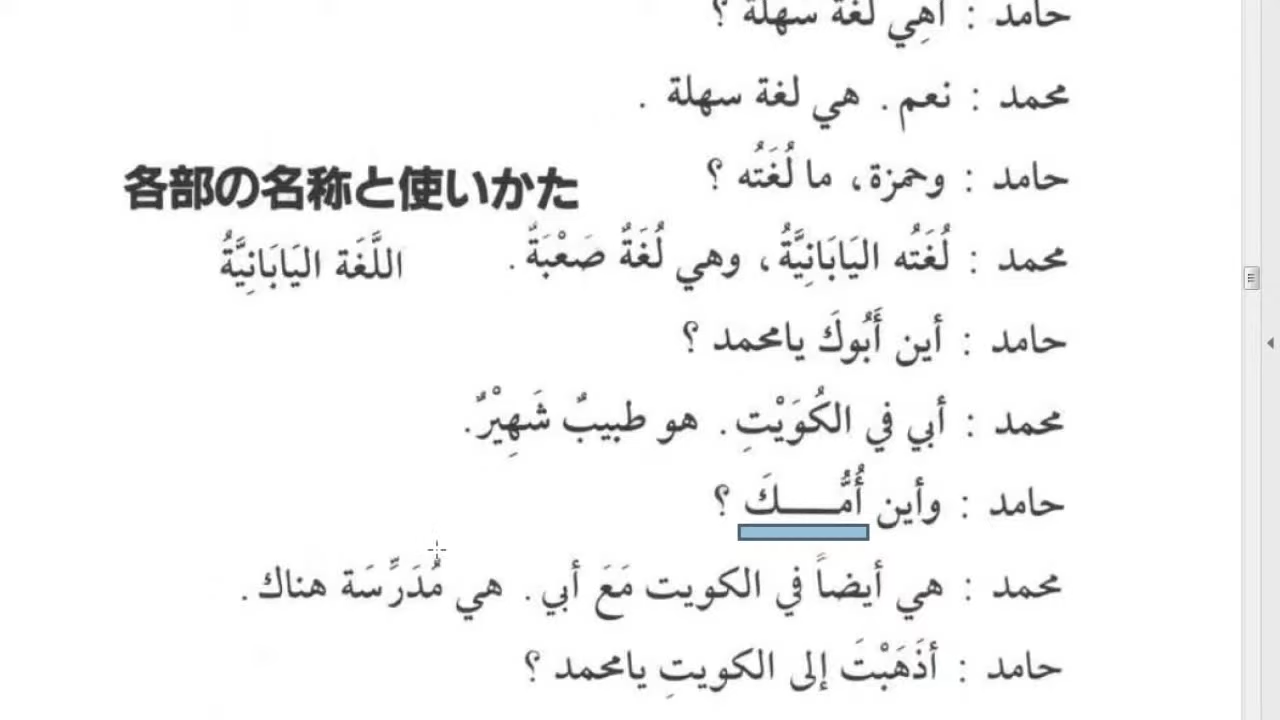 حامد : أهِي لغة سهلة ؟
محمد : نعم . هي لغة سهلة .
حامد : وحمزة، ما لُغَتُه ؟
各部の名称と使いかた
محمد : لُغَتُه اليَابَانِيَّةُ، وهي لُغَةٌ صَعْبَةٌ .
اللَّغَة اليَابَانِيَّةُ
حامد : أين أَبُوكَ يامحمد ؟
محمد : أبي في الكُوَيْتِ. هو طبيبٌ شَهِيْرٌ.
حامد : وأين أُمُّـــــكَ ؟
محمد : هي أيضاً في الكويت مَعَ أبي. هي مُدَرِّسَة هناك .
حامد : أذَهَبْتَ إلى الكويتِ يامحمد ؟